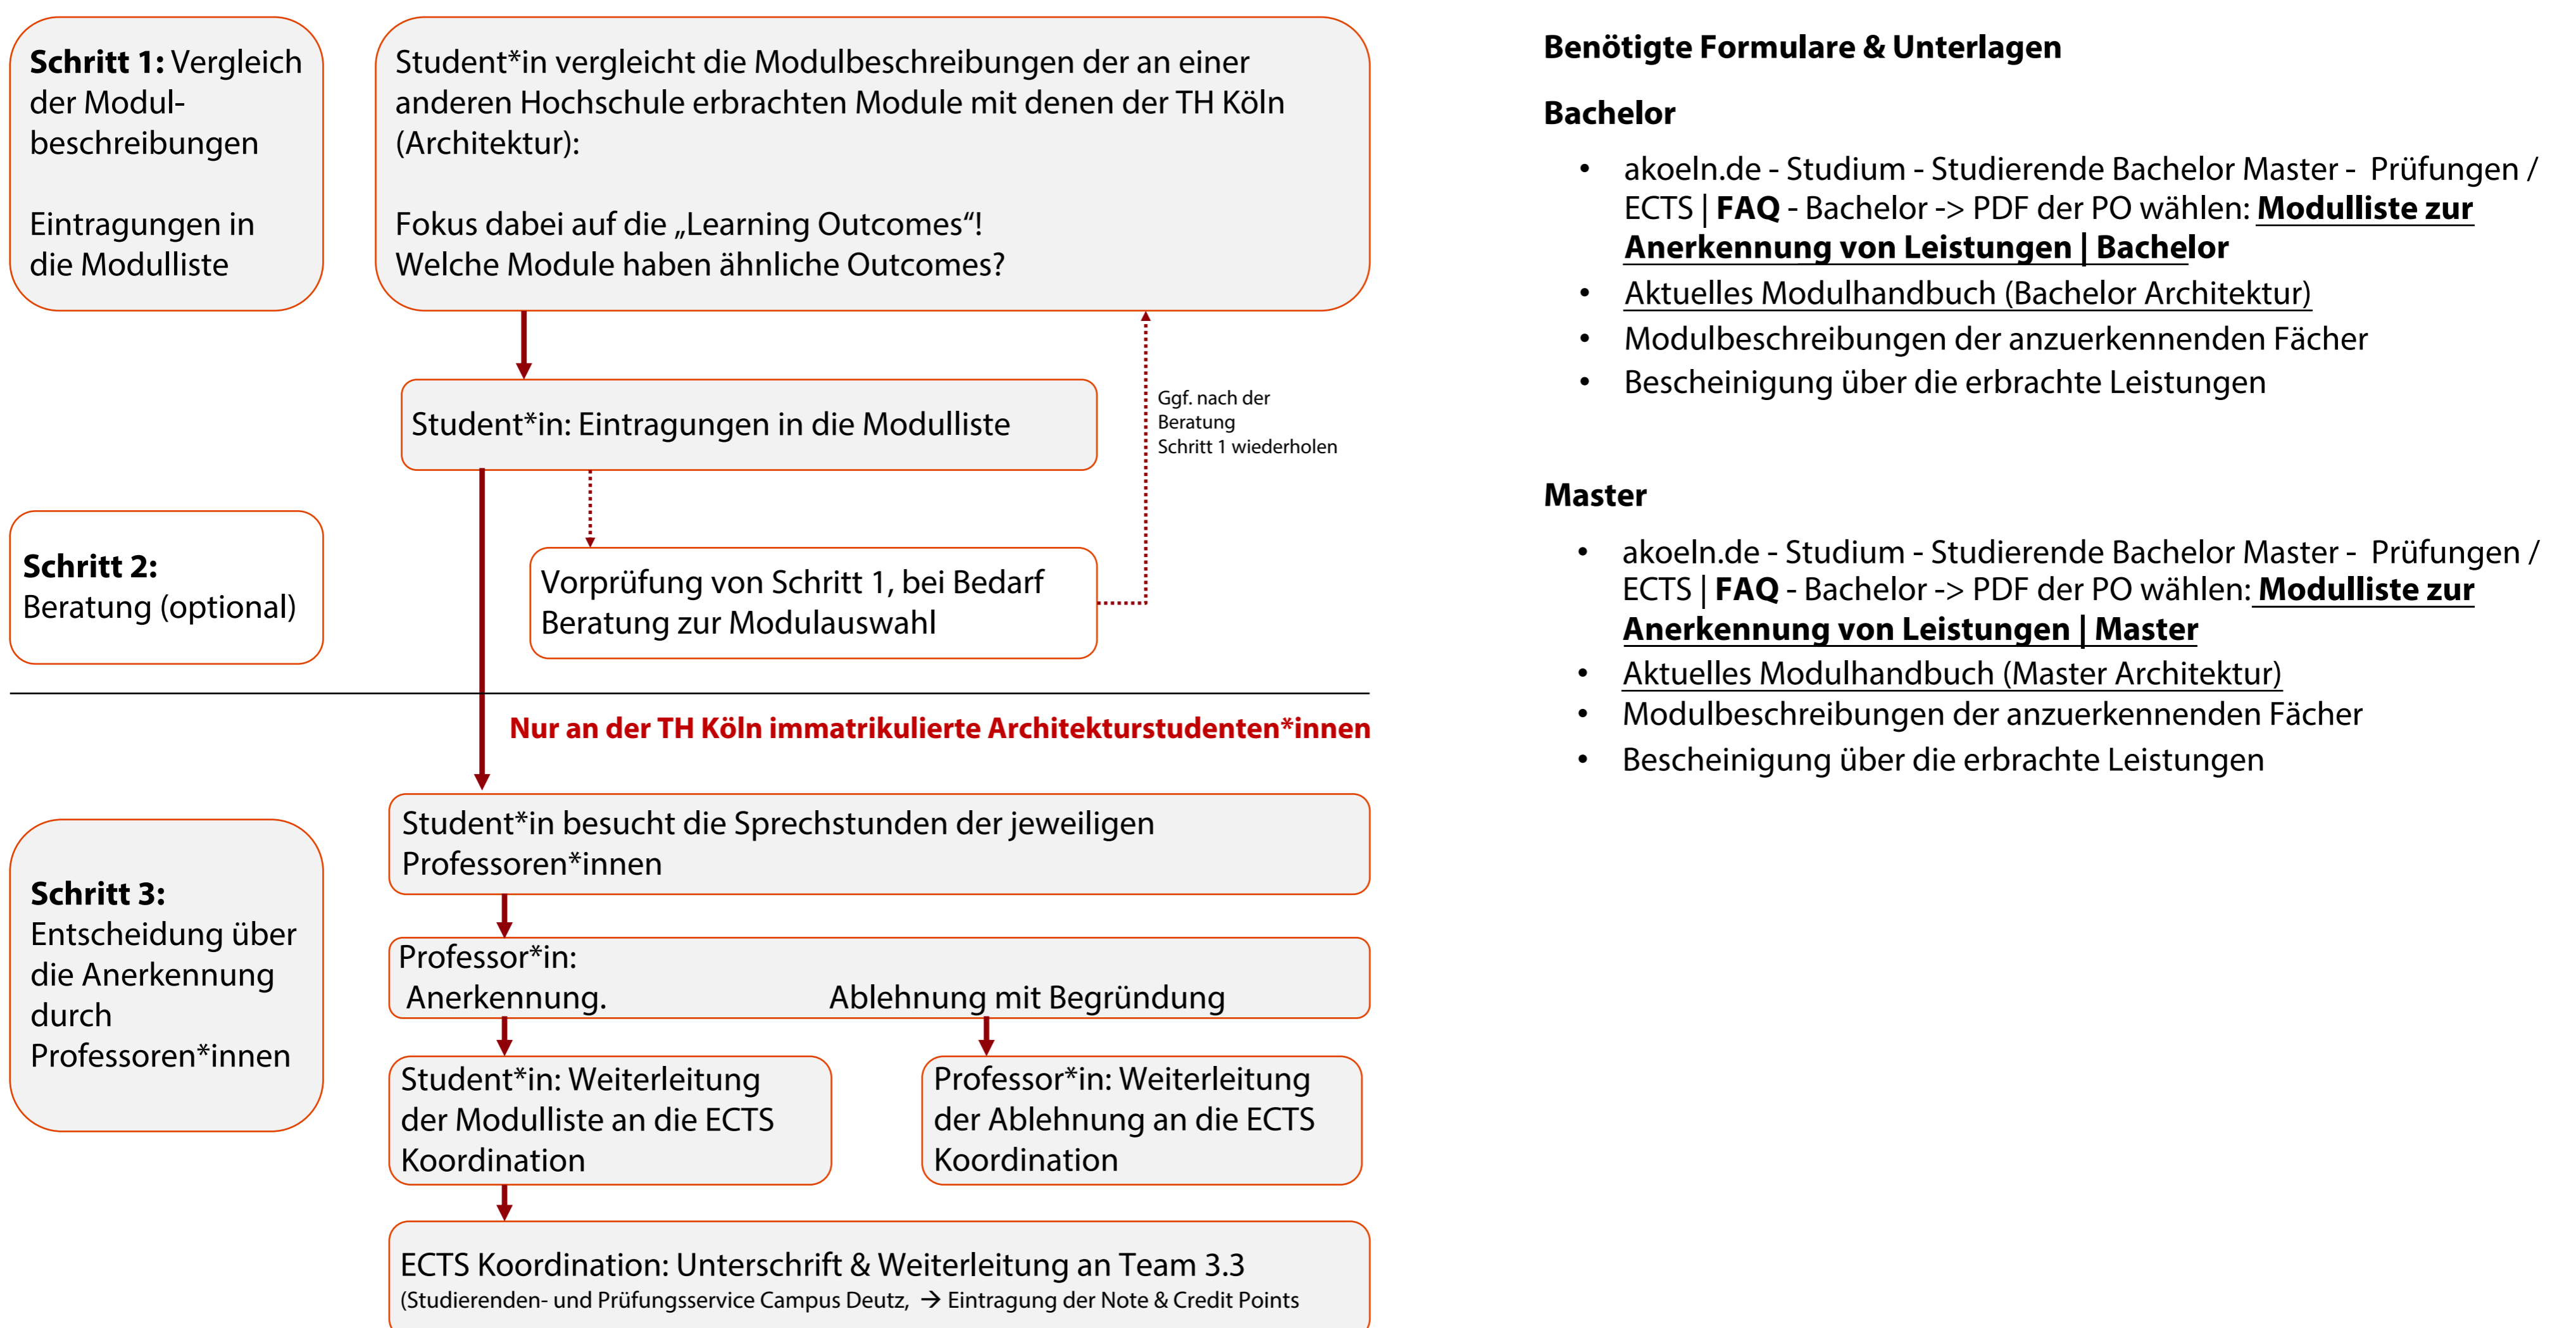 Schritt 1: Vergleich
der Modul-
beschreibungen
Eintragungen in
die Modulliste
Student*in vergleicht die Modulbeschreibungen der an einer
anderen Hochschule erbrachten Module mit denen der TH Köln
(Architektur):
Fokus dabei auf die „Learning Outcomes“!
Welche Module haben ähnliche Outcomes?
Student*in: Eintragungen in die Modulliste
Ggf. nach der
Beratung
Schritt 1 wiederholen
Schritt 2:
Beratung (optional)
Vorprüfung von Schritt 1, bei Bedarf
Beratung zur Modulauswahl
Nur an der TH Köln immatrikulierte Architekturstudenten*innen
Schritt 3:
Entscheidung über
die Anerkennung
durch
Professoren*innen
Student*in besucht die Sprechstunden der jeweiligen
Professoren*innen
Professor*in:
Anerkennung. Ablehnung mit Begründung
Student*in: Weiterleitung
der Modulliste an die ECTS
Koordination
Professor*in: Weiterleitung
der Ablehnung an die ECTS
Koordination
ECTS Koordination: Unterschrift & Weiterleitung an Team 3.3
(Studierenden- und Prüfungsservice Campus Deutz, → Eintragung der Note & Credit Points
Benötigte Formulare & Unterlagen
Bachelor
• akoeln.de - Studium - Studierende Bachelor Master - Prüfungen /
ECTS | FAQ - Bachelor -> PDF der PO wählen: Modulliste zur
Anerkennung von Leistungen | Bachelor
• Aktuelles Modulhandbuch (Bachelor Architektur)
• Modulbeschreibungen der anzuerkennenden Fächer
• Bescheinigung über die erbrachte Leistungen
Master
• akoeln.de - Studium - Studierende Bachelor Master - Prüfungen /
ECTS | FAQ - Bachelor -> PDF der PO wählen: Modulliste zur
Anerkennung von Leistungen | Master
• Aktuelles Modulhandbuch (Master Architektur)
• Modulbeschreibungen der anzuerkennenden Fächer
• Bescheinigung über die erbrachte Leistungen